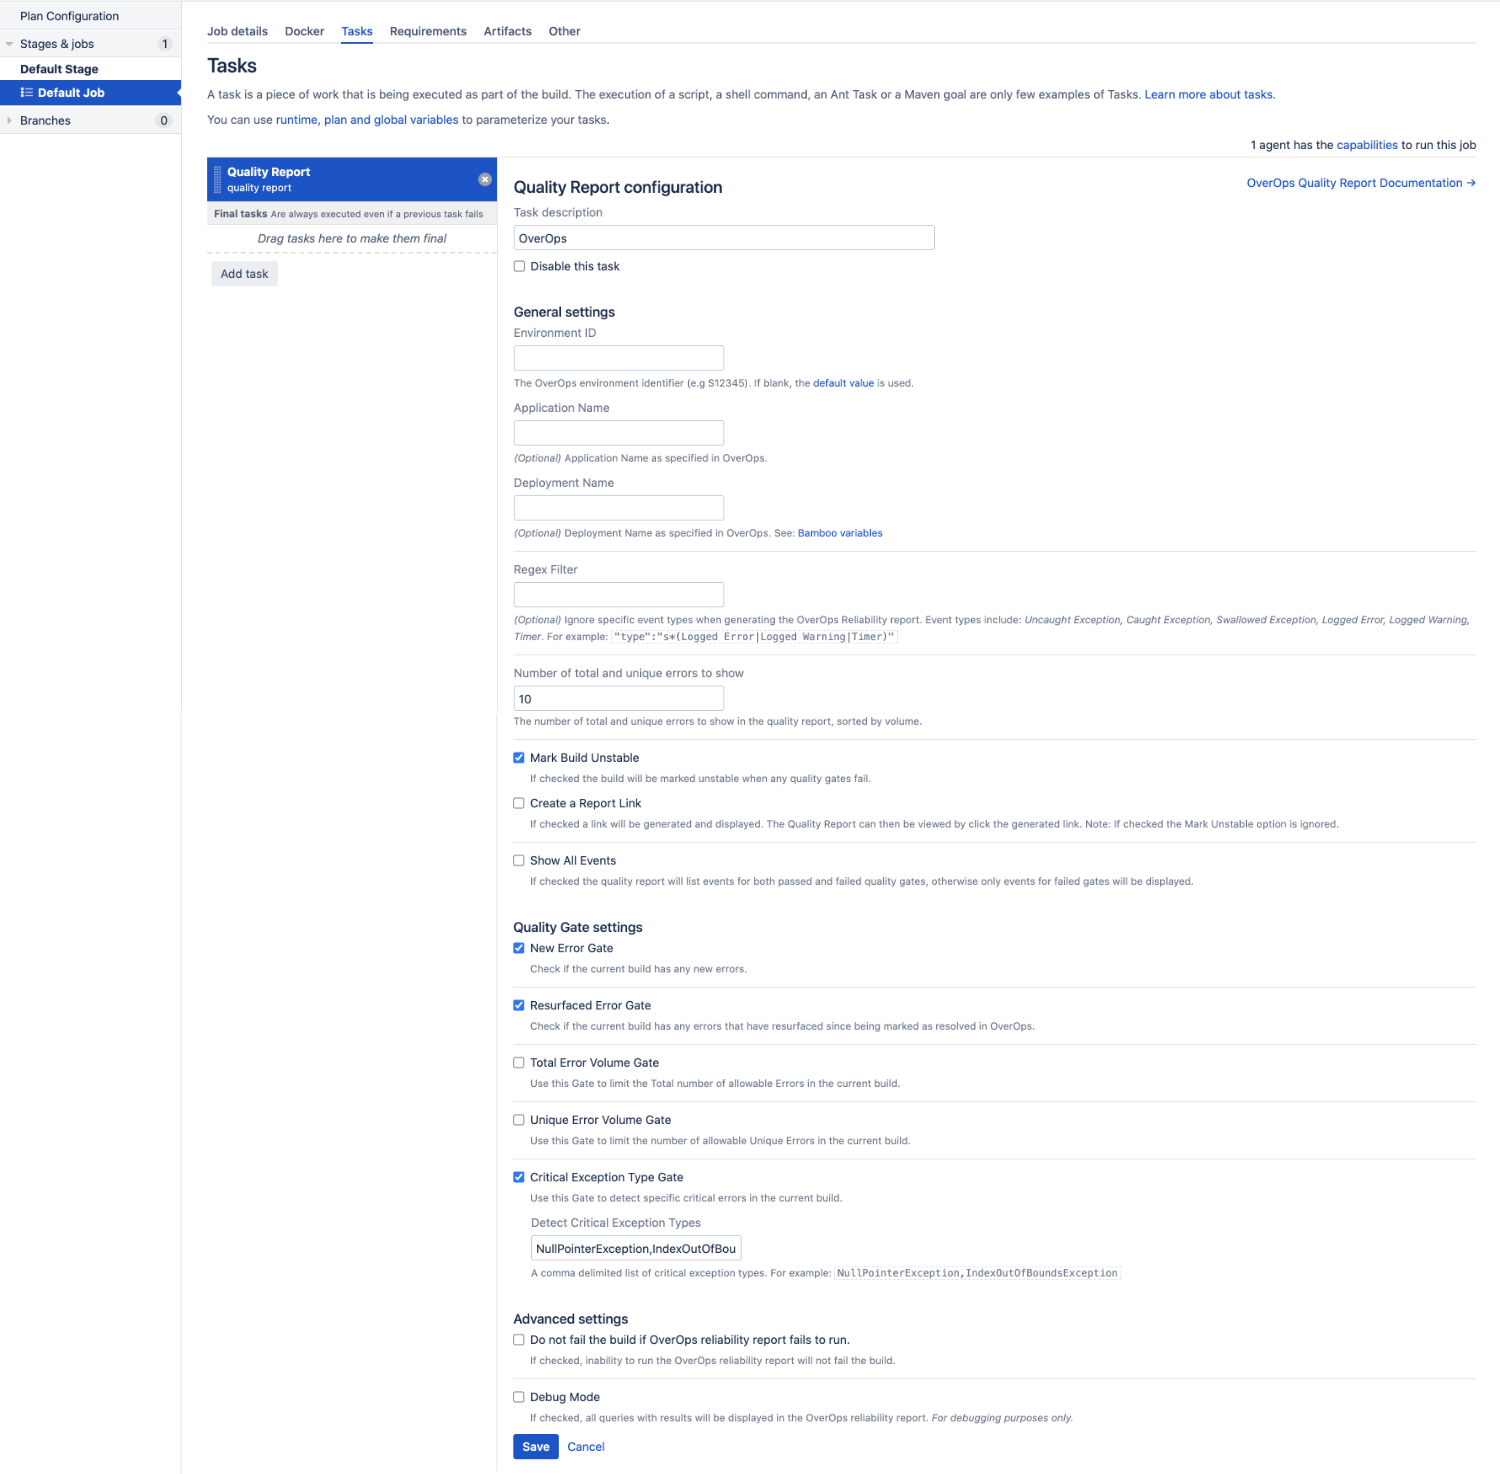 Plan Configuration
Stages & jobs 1
Default Stage
Default Job
Branches 0
Job details Docker Tasks Requirements Artifacts Other
Tasks
A task is a piece of work that is being executed as part of the build. The execution of a script, a shell command, an Ant Task or a Maven goal are only few examples of Tasks. Learn more about tasks.
You can use runtime, plan and global variables to parameterize your tasks.
1 agent has the capabilities to run this job
Quality Report
quality report
Final tasks Are always executed even if a previous task fails
Drag tasks here to make them final
Add task
Quality Report configuration
OverOps Quality Report Documentation →
Task description
OverOps
Disable this task
General settings
Environment ID
The OverOps environment identifier (e.g S12345). If blank, the default value is used.
Application Name
(Optional) Application Name as specified in OverOps.
Deployment Name
(Optional) Deployment Name as specified in OverOps. See: Bamboo variables
Regex Filter
(Optional) Ignore specific event types when generating the OverOps Reliability report. Event types include: Uncaught Exception, Caught Exception, Swallowed Exception, Logged Error, Logged Warning,
Timer. For example: "type":"s*(Logged Error|Logged Warning|Timer)"
Number of total and unique errors to show
10
The number of total and unique errors to show in the quality report, sorted by volume.
Mark Build Unstable
If checked the build will be marked unstable when any quality gates fail.
Create a Report Link
If checked a link will be generated and displayed. The Quality Report can then be viewed by click the generated link. Note: If checked the Mark Unstable option is ignored.
Show All Events
If checked the quality report will list events for both passed and failed quality gates, otherwise only events for failed gates will be displayed.
Quality Gate settings
New Error Gate
Check if the current build has any new errors.
Resurfaced Error Gate
Check if the current build has any errors that have resurfaced since being marked as resolved in OverOps.
Total Error Volume Gate
Use this Gate to limit the Total number of allowable Errors in the current build.
Unique Error Volume Gate
Use this Gate to limit the number of allowable Unique Errors in the current build.
Critical Exception Type Gate
Use this Gate to detect specific critical errors in the current build.
Detect Critical Exception Types
NullPointerException,IndexOutOfBou
A comma delimited list of critical exception types. For example: NullPointerException,IndexOutOfBoundsException
Advanced settings
Do not fail the build if OverOps reliability report fails to run.
If checked, inability to run the OverOps reliability report will not fail the build.
Debug Mode
If checked, all queries with results will be displayed in the OverOps reliability report. For debugging purposes only.
Save Cancel